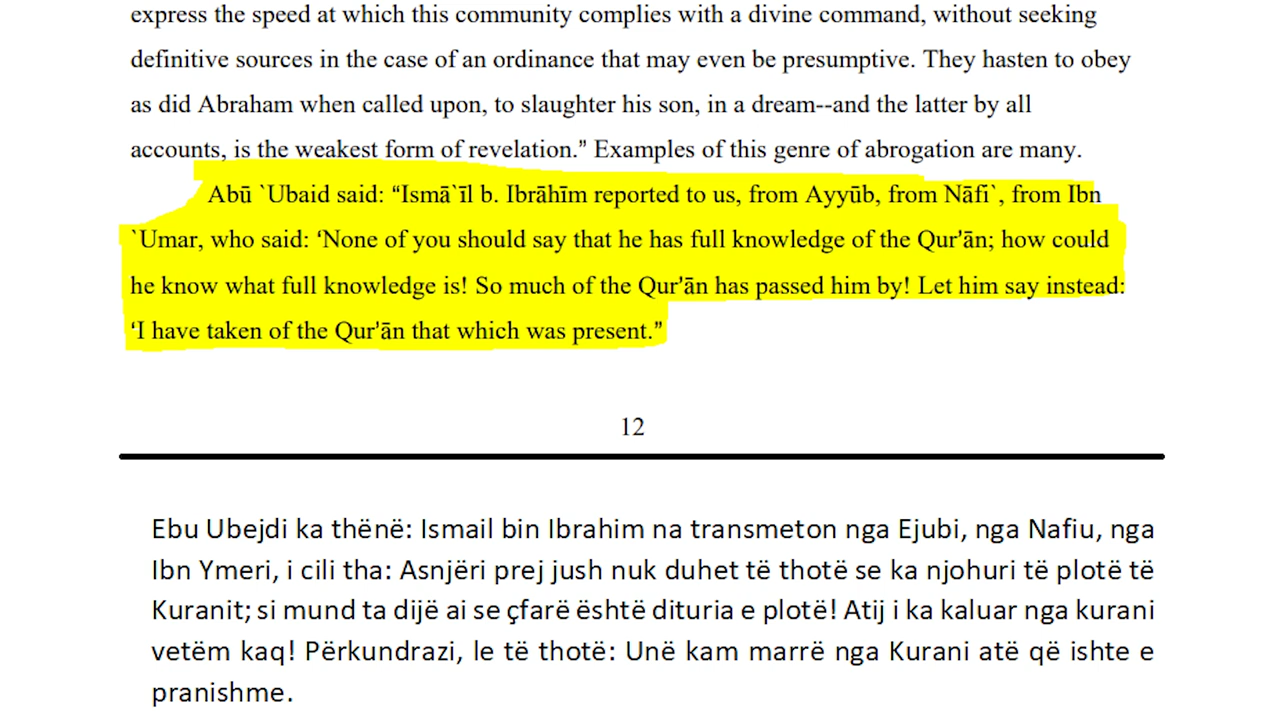 express the speed at which this community complies with a divine command, without seeking
definitive sources in the case of an ordinance that may even be presumptive. They hasten to obey
as did Abraham when called upon, to slaughter his son, in a dream--and the latter by all
accounts, is the weakest form of revelation.” Examples of this genre of abrogation are many.
Abū `Ubaid said: “Ismā`īl b. Ibrāhīm reported to us, from Ayyūb, from Nāfi`, from Ibn
`Umar, who said: ‘None of you should say that he has full knowledge of the Qur'ān; how could
he know what full knowledge is! So much of the Qur'ān has passed him by! Let him say instead:
‘I have taken of the Qur'ān that which was present.”
12
Ebu Ubejdi ka thënë: Ismail bin Ibrahim na transmeton nga Ejubi, nga Nafiu, nga
Ibn Ymeri, i cili tha: Asnjëri prej jush nuk duhet të thotë se ka njohuri të plotë të
Kuranit; si mund ta dijë ai se çfarë është dituria e plotë! Atij i ka kaluar nga kurani
vetëm kaq! Përkundrazi, le të thotë: Unë kam marrë nga Kurani atë që ishte e
pranishme.